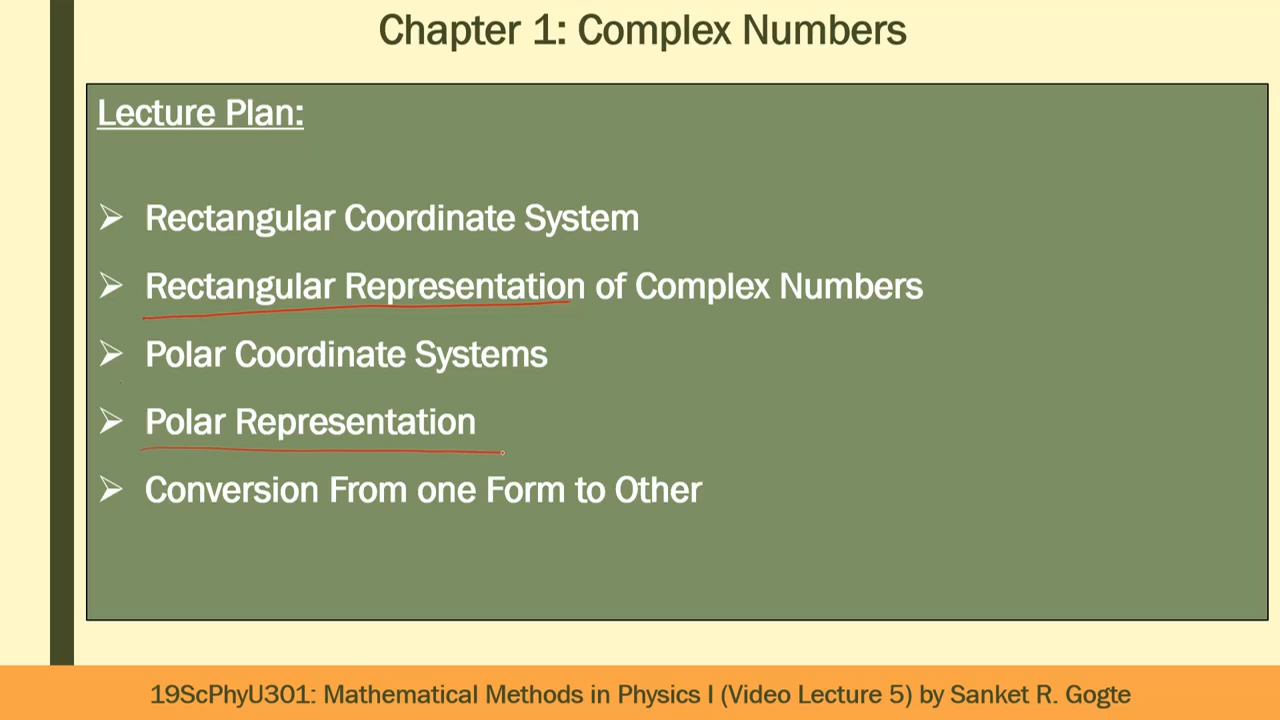 Chapter 1: Complex Numbers
Lecture Plan:
Rectangular Coordinate System
Rectangular Representation of Complex Numbers
Polar Coordinate Systems
Polar Representation
Conversion From one Form to Other
19ScPhyU301: Mathematical Methods in Physics I (Video Lecture 5) by Sanket R. Gogte